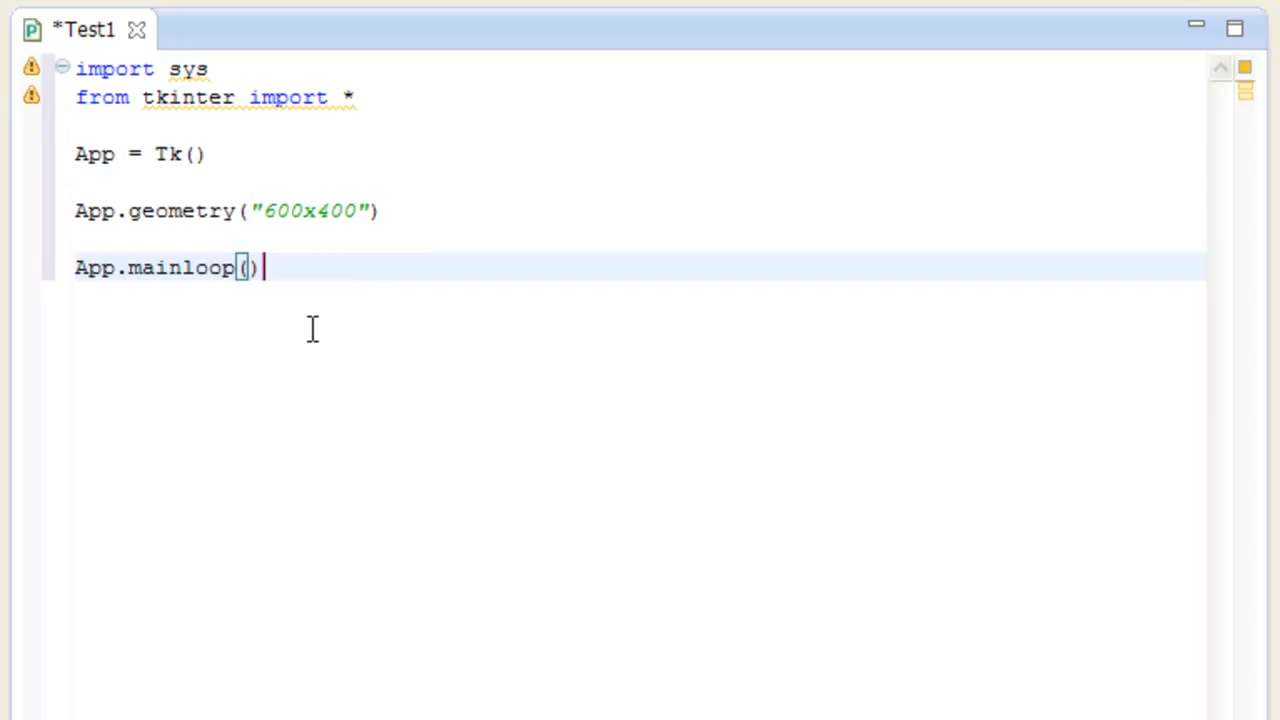 *Test1
import sys
from tkinter import *
App = Tk()
App.geometry("600x400")
App.mainloop()